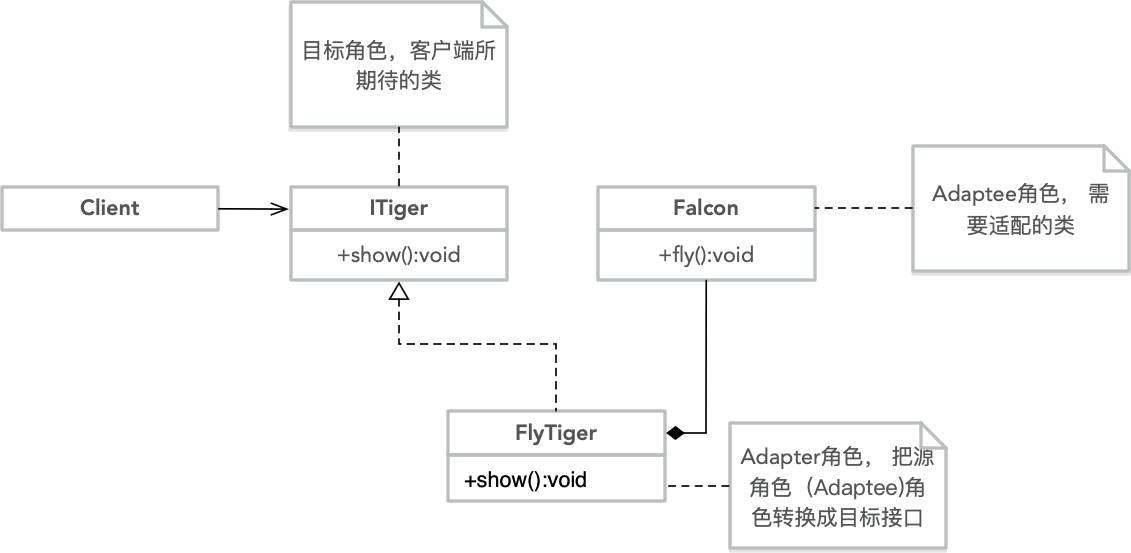 目标角色，客户端所
期待的类
Client
ITiger
+show():void
Falcon
+fly():void
Adaptee角色， 需
要适配的类
FlyTiger
+show():void
Adapter角色， 把源
角色（Adaptee)角
色转换成目标接口